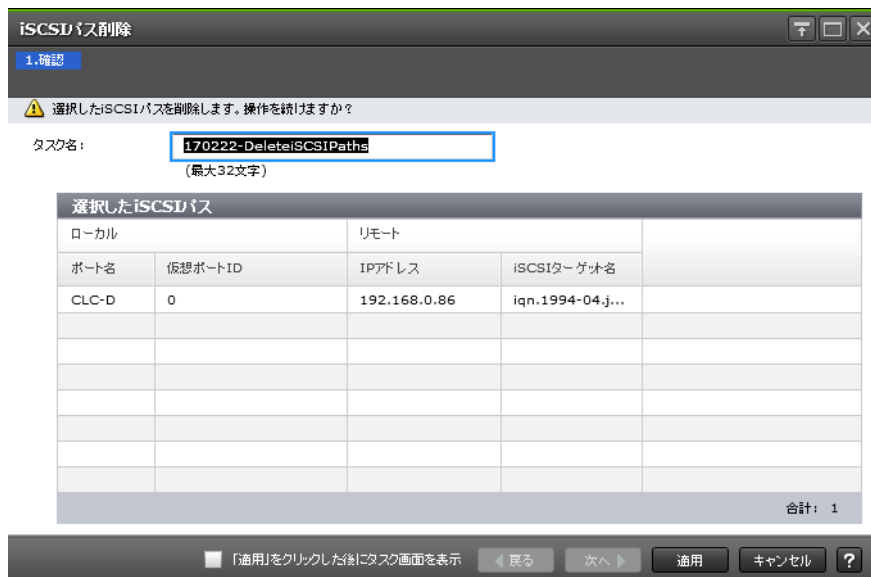 iSCSIパス削除
1.確認
選択したiSCSIパスを削除します。操作を続けますか？
タスク名： 170222-DeleteiSCSIPaths
(最大32文字)
選択したiSCSIパス
ローカル リモート
ポート名 仮想ポートID IPアドレス iSCSIターゲット名
CLC-D 0 192.168.0.86 iqn.1994-04.j...
合計： 1
「適用」をクリックした後にタスク画面を表示 戻る 次へ 適用 キャンセル ?